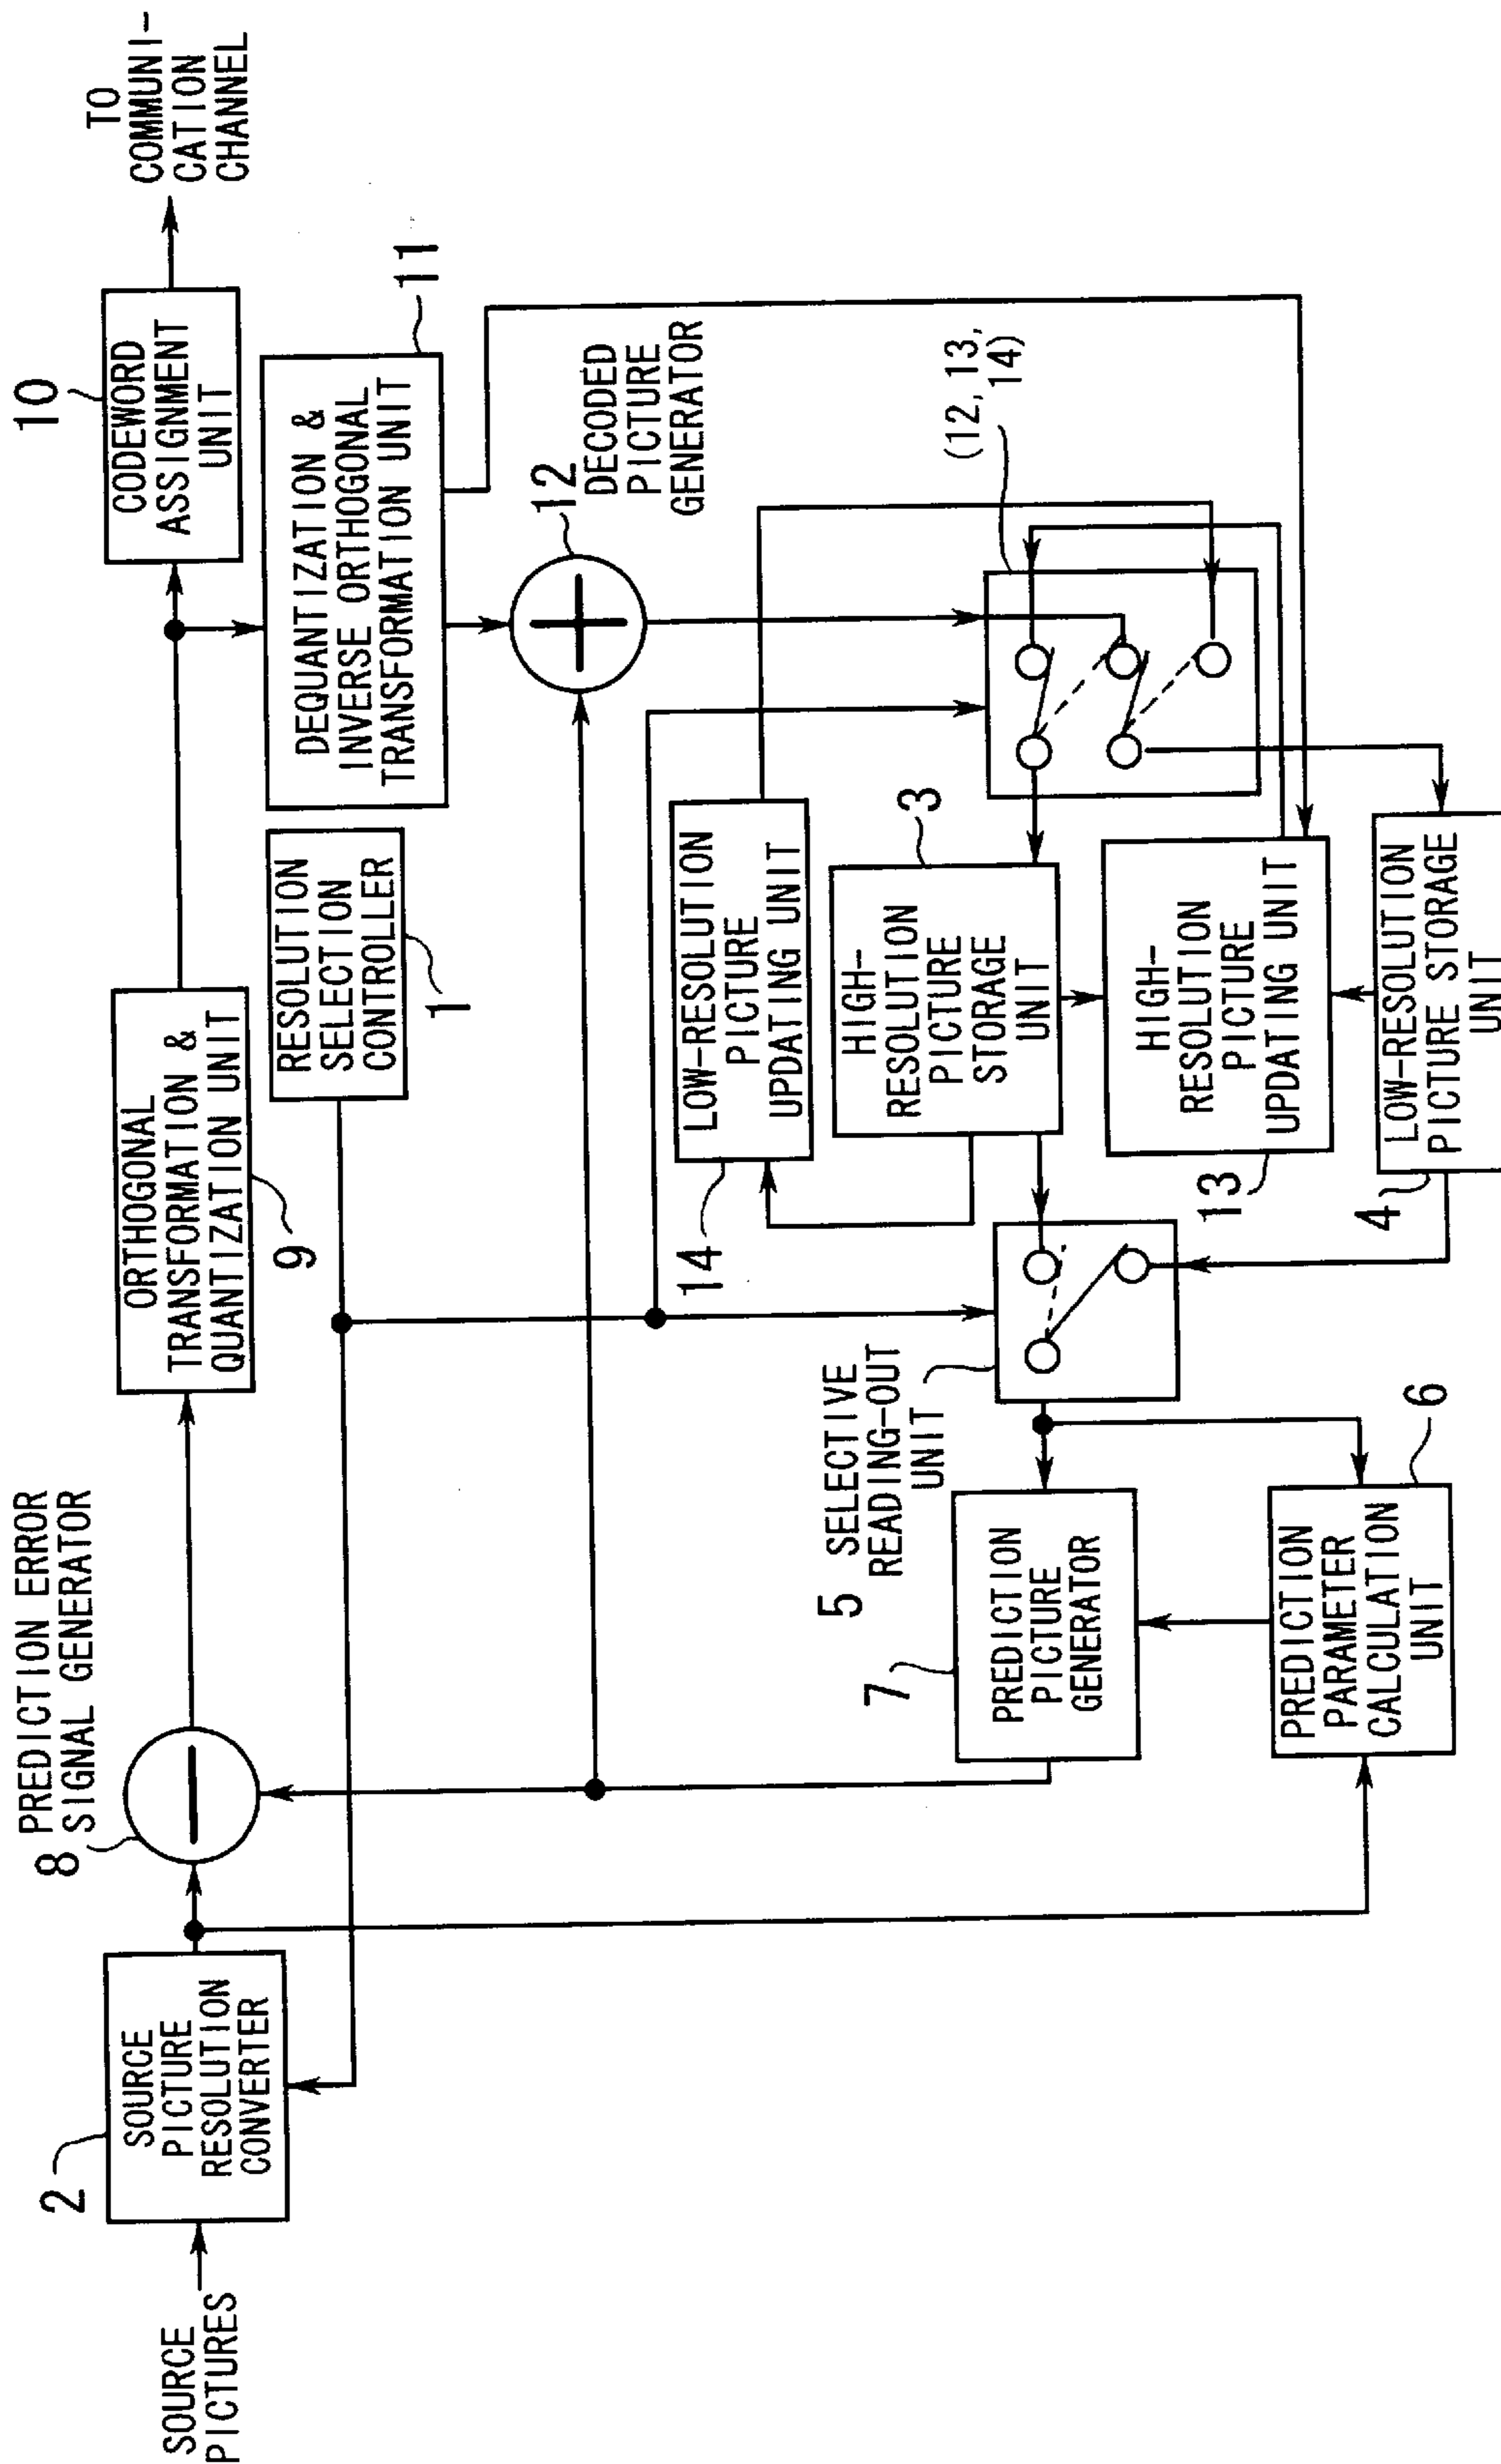 SOURCE
PICTURES
2
SOURCE
PICTURE
RESOLUTION
CONVERTER
8 PREDICTION ERROR
SIGNAL GENERATOR
ORTHOGONAL
TRANSFORMATION &
QUANTIZATION UNIT
9
10
CODEWORD
ASSIGNMENT
UNIT
TO
COMMUNI-
CATION
CHANNEL
RESOLUTION
SELECTION
CONTROLLER
1
DEQUANTIZATION &
INVERSE ORTHOGONAL
TRANSFORMATION UNIT
11
12
DECODED
PICTURE
GENERATOR
LOW-RESOLUTION
PICTURE
UPDATING UNIT
14
(12, 13,
14)
5 SELECTIVE
READING-OUT
UNIT
HIGH-
RESOLUTION
PICTURE
STORAGE
UNIT
3
7
PREDICTION
PICTURE
GENERATOR
HIGH-
RESOLUTION
PICTURE
UPDATING UNIT
13
PREDICTION
PARAMETER
CALCULATION
UNIT
6
4
LOW-RESOLUTION
PICTURE STORAGE
UNIT